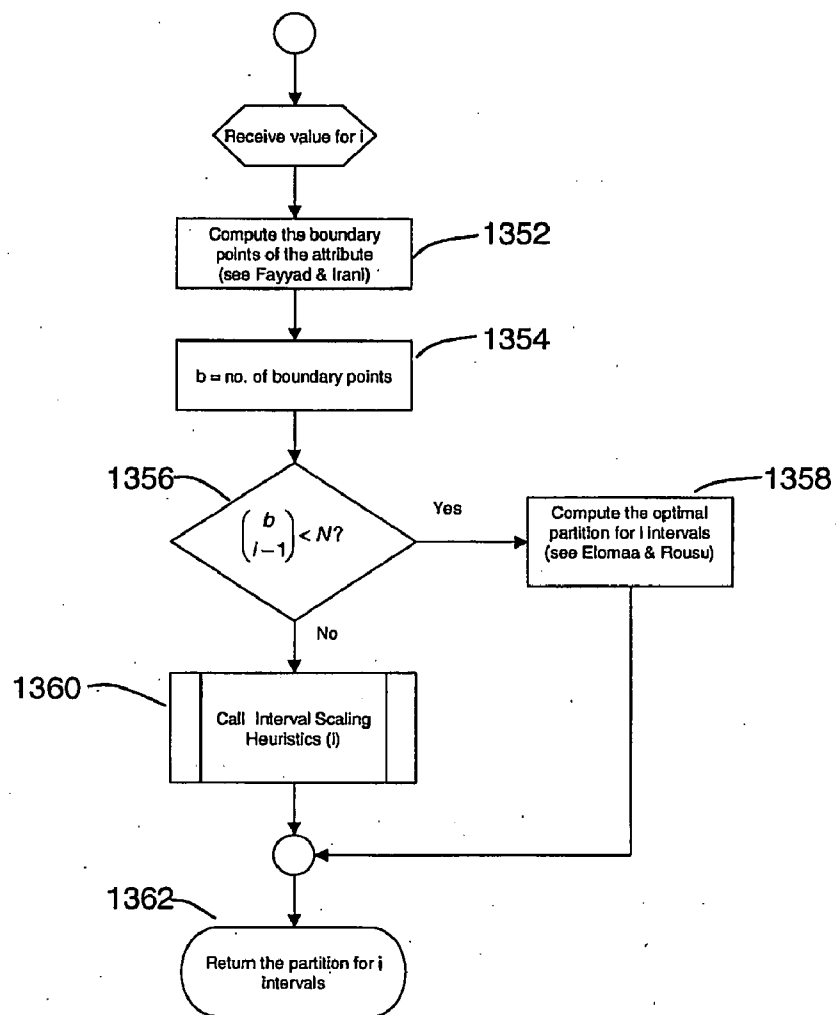 Receive value for i
Compute the boundary
points of the attribute
(see Fayyad & Irani)
1352
b = no. of boundary points
1354
1356
( b
i – 1 ) < N?
Yes
Compute the optimal
partition for i intervals
(see Elomaa & Rousu)
1358
No
1360
Call Interval Scaling
Heuristics (i)
1362
Return the partition for i
intervals